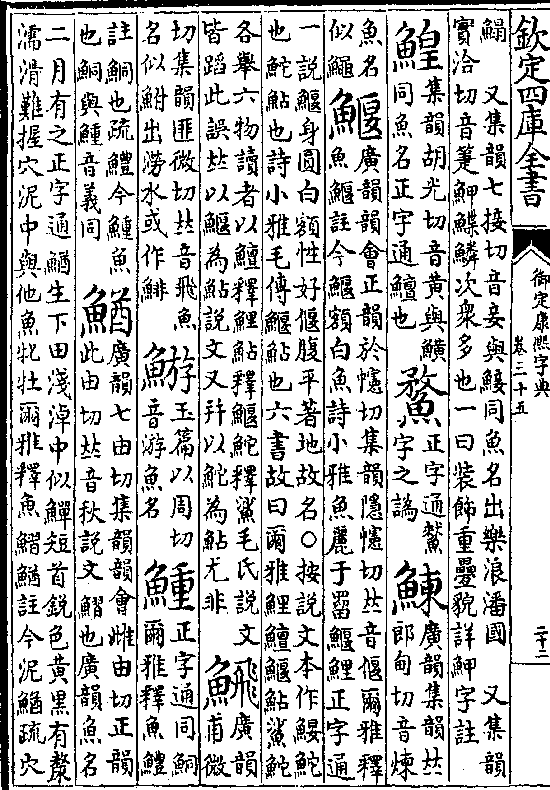 欽定四庫全書
御定康熙字典
卷三十五
二十二
鰨 又集韻七接切音妾與鯜同魚名出樂浪潘國 又集韻
實洽切音箑魻鰈鱗次衆多也一曰裝飾重疊貌詳魻字註
鰉
集韻胡光切音黄與鱑
同魚名正字通鱣也
正字通鰲
字之譌
鰊
廣韻集韻𠀤
郎甸切音煉
魚名
似鱦
鰋
廣韻韻會正韻於幰切集韻隱幰切𠀤音偃爾雅釋
魚鰋註今鰋額白魚詩小雅魚麗于罶鰋鯉正字通
一說鰋身圓白額性好偃腹平著地故名○按說文本作鰋鮀
也鮀鮎也詩小雅毛傳鰋鮎也六書故曰爾雅鯉鱣鰋鮎鯊鮀
各舉六物讀者以鱣釋鯉鮎釋鰋鮀釋鯊毛氏說文
皆蹈此誤𠀤以鰋為鮎說文又幷以鮀為鮎尤非
廣韻
甫微
切集韻匪微切𠀤音飛魚
名似鮒出澇水或作鯡
玉篇以周切
音游魚名
正字通同鮦
爾雅釋魚鱧
註鮦也疏鱧今魚
也鮦與音義同
鰌
廣韻七由切集韻韻會雌由切正韻
此由切𠀤音秋說文鰼也廣韻魚名
二月有之正字通鰌生下田淺淖中似鱓短首銳色黄黑有漦
濡滑難握穴泥中與他魚牝牡爾雅釋魚鰼鰌註今泥鰌疏穴